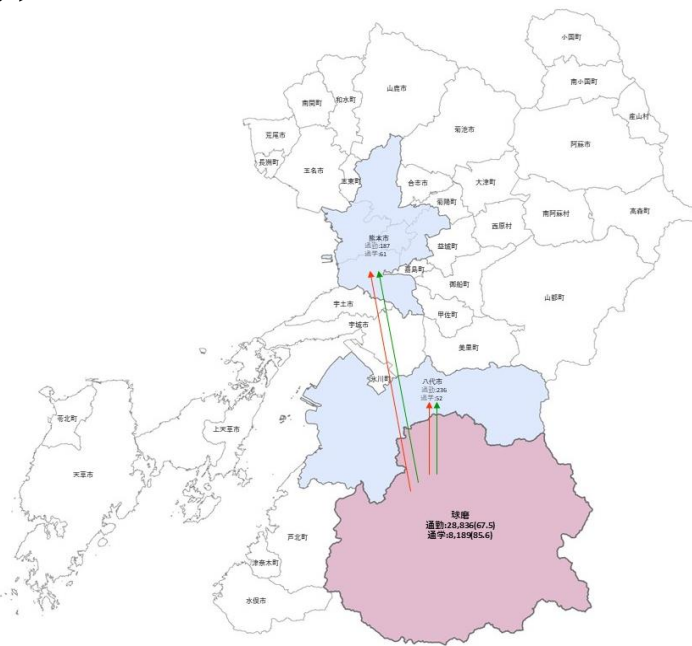 小国町
南小国町
産山村
山鹿市
和水町
南関町
菊池市
荒尾市
阿蘇市
長洲町
玉名市
玉東町
合志市
大津町
菊陽町
西原村
南阿蘇村
高森町
熊本市
通勤:187
通学:61
益城町
嘉島町
御船町
山都町
宇土市
甲佐町
宇城市
美里町
氷川町
八代市
通勤:236
通学:52
苓北町
上天草市
天草市
球磨
通勤:28,836(67.5)
通学:8,189(85.6)
芦北町
津奈木町
水俣市